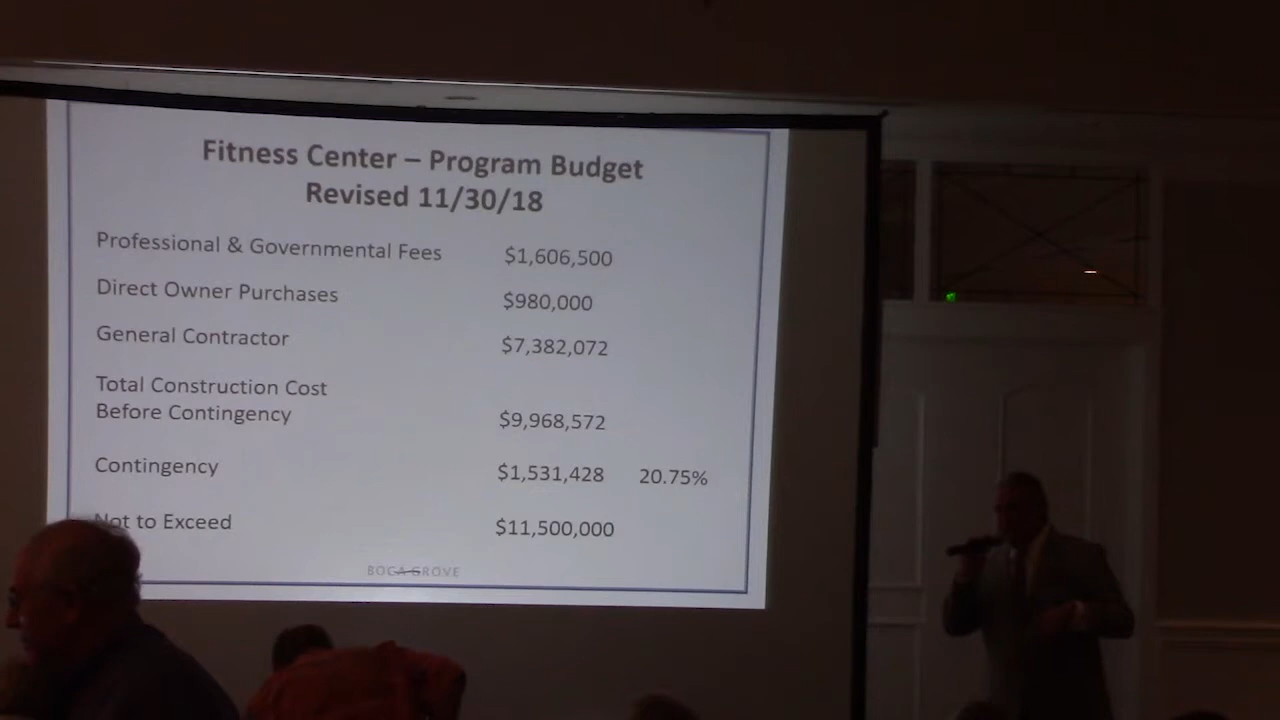 Fitness Center – Program Budget
Revised 11/30/18
Professional & Governmental Fees $1,606,500
Direct Owner Purchases $980,000
General Contractor $7,382,072
Total Construction Cost
Before Contingency $9,968,572
Contingency $1,531,428 20.75%
Not to Exceed $11,500,000
BOCA GROVE